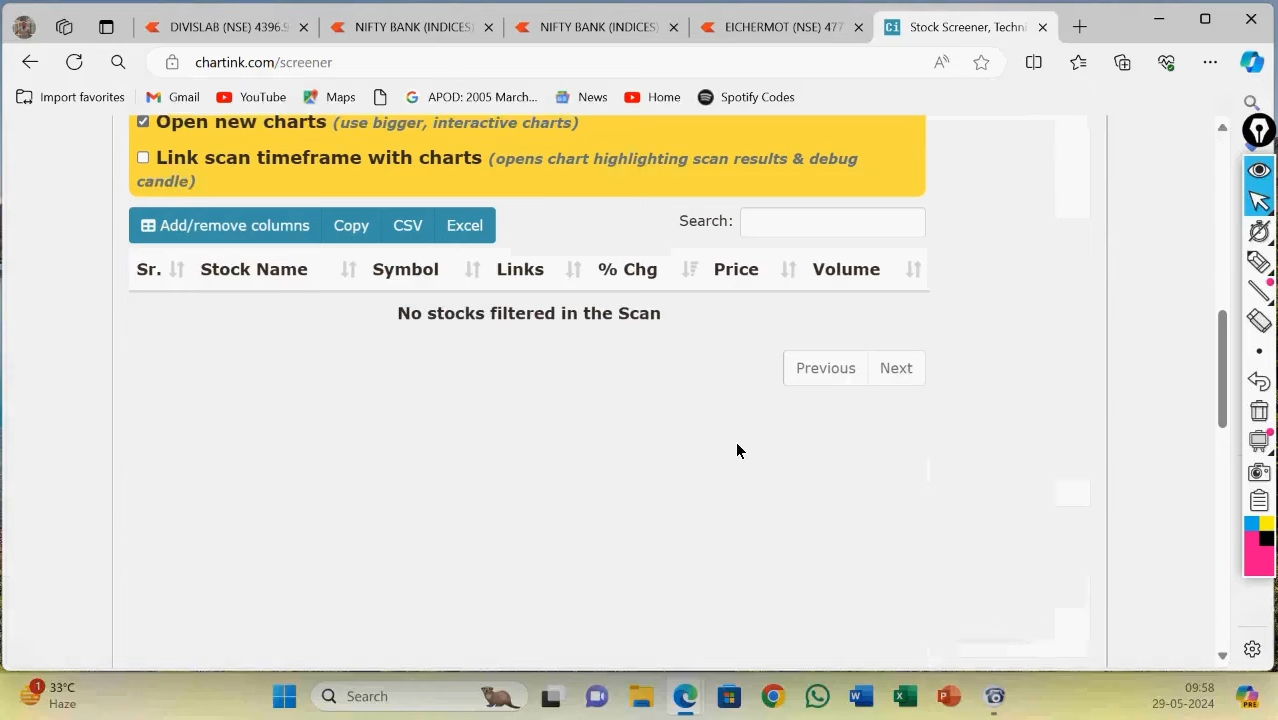 DIVISLAB (NSE) 4396.9
NIFTY BANK (INDICES)
NIFTY BANK (INDICES)
EICHERMOT (NSE) 477
Ci
Stock Screener, Techni
chartink.com/screener
Import favorites
Gmail
YouTube
Maps
APOD: 2005 March...
News
Home
Spotify Codes
Open new charts (use bigger, interactive charts)
Link scan timeframe with charts (opens chart highlighting scan results & debug
candle)
Add/remove columns
Copy
CSV
Excel
Search:
Sr.
Stock Name
Symbol
Links
% Chg
Price
Volume
No stocks filtered in the Scan
Previous
Next
1
33°C
Haze
Search
09:58
29-05-2024
PRE